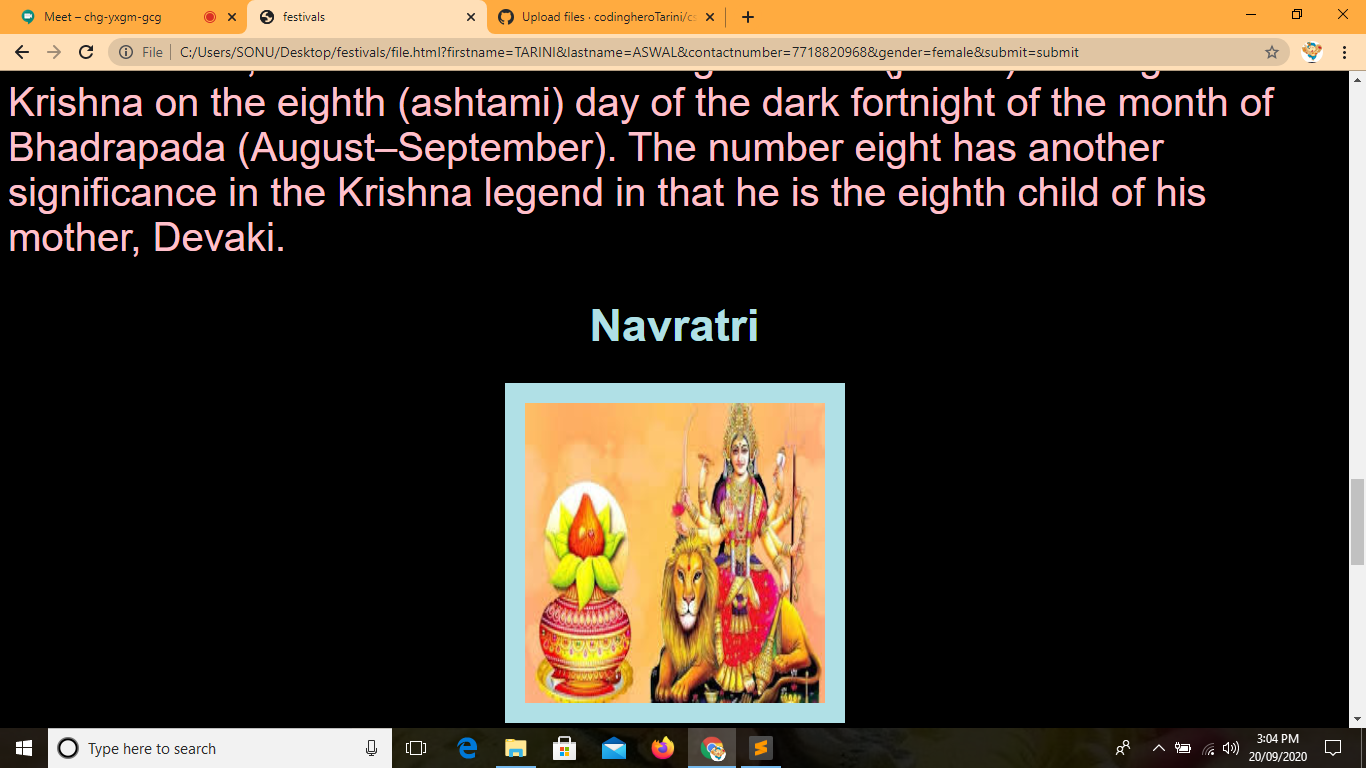 Meet – chg-yxgm-gcg
festivals
Upload files · codingheroTarini/cs
File
C:/Users/SONU/Desktop/festivals/file.html?firstname=TARINI&lastname=ASWAL&contactnumber=7718820968&gender=female&submit=submit
Krishna on the eighth (ashtami) day of the dark fortnight of the month of
Bhadrapada (August–September). The number eight has another
significance in the Krishna legend in that he is the eighth child of his
mother, Devaki.
Navratri
Type here to search
3:04 PM
20/09/2020